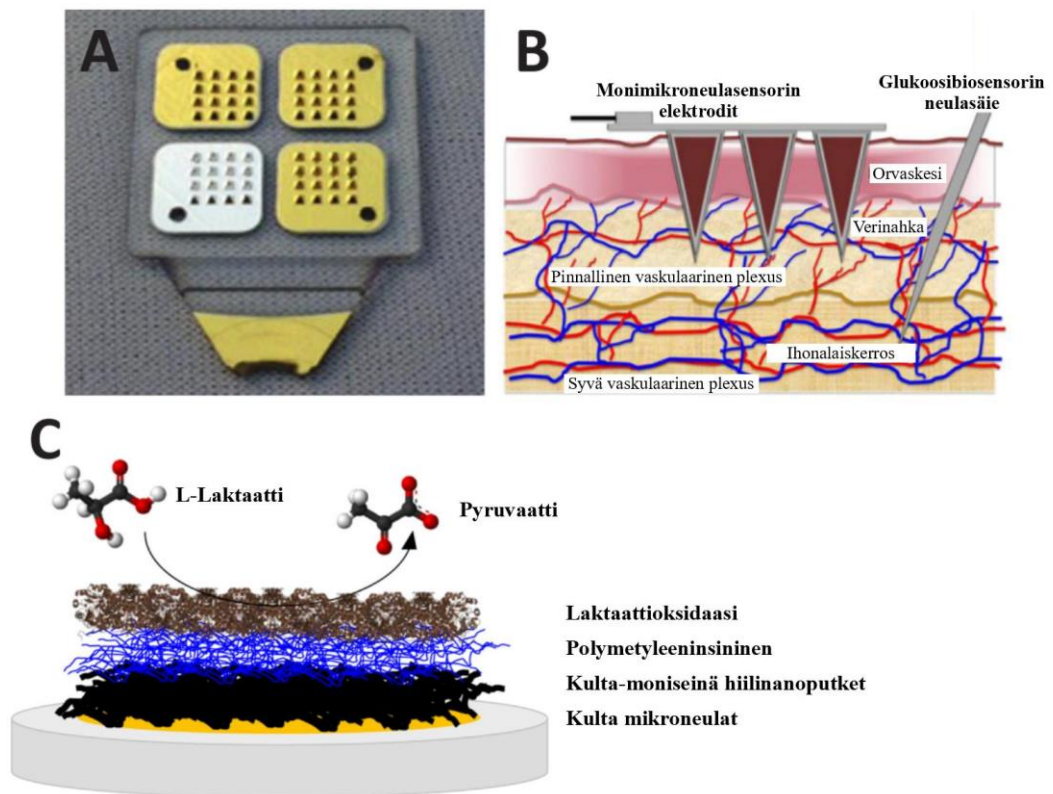 A
B
Monimikroneulasensorin
elektrodit
Glukoosibiosensorin
neulasäie
Orvaskesi
Verinahka
Pinnallinen vaskulaarinen plexus
Ihonalaiskerros
Syvä vaskulaarinen plexus
C
L-Laktaatti
Pyruvaatti
Laktaattioksidaasi
Polymetyleeninsininen
Kulta-moniseinä hiilinanoputket
Kulta mikroneulat